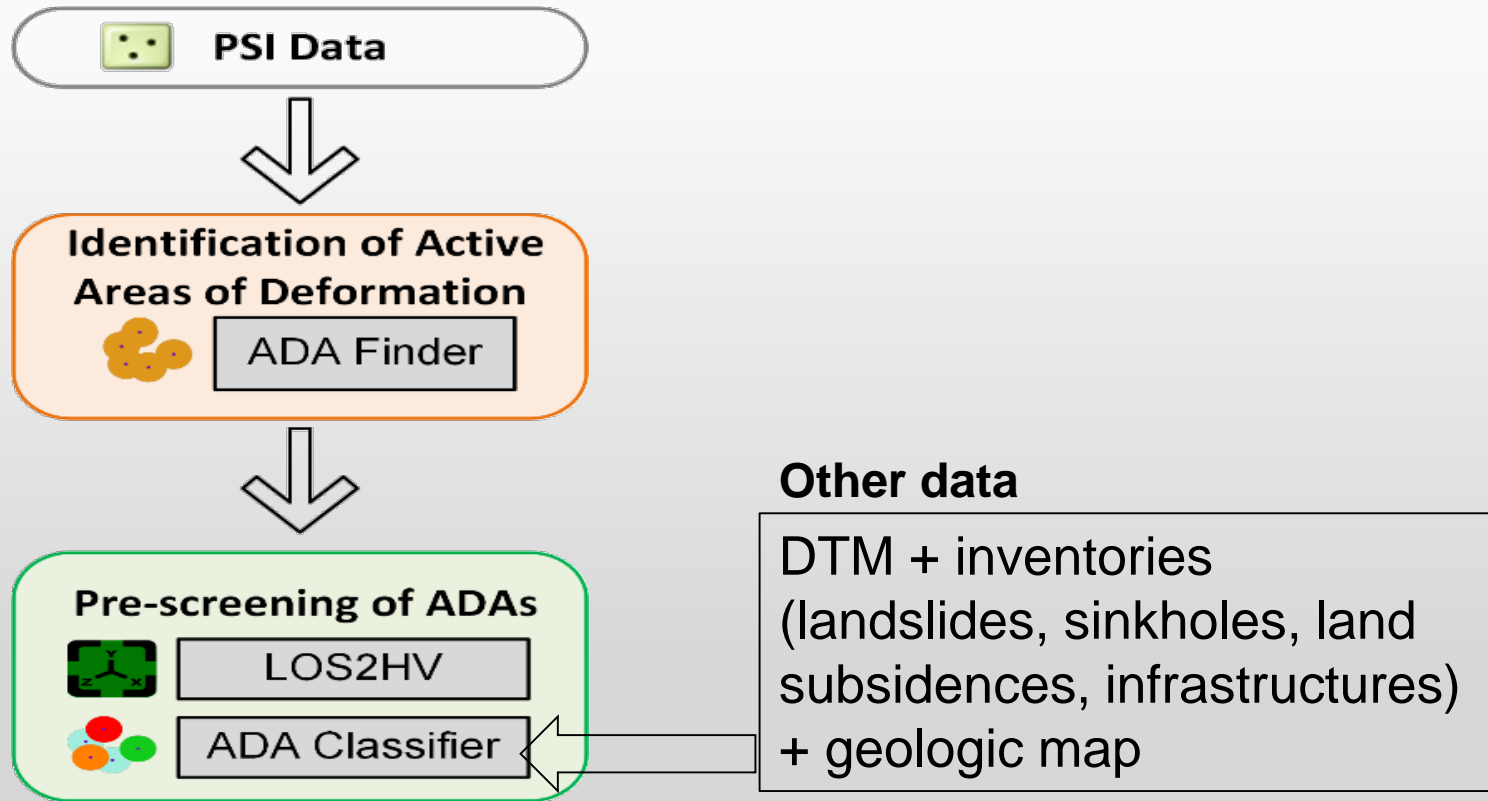 PSI Data
Identification of Active
Areas of Deformation
ADA Finder
Pre-screening of ADAs
LOS2HV
ADA Classifier
Other data
DTM + inventories
(landslides, sinkholes, land
subsidences, infrastructures)
+ geologic map